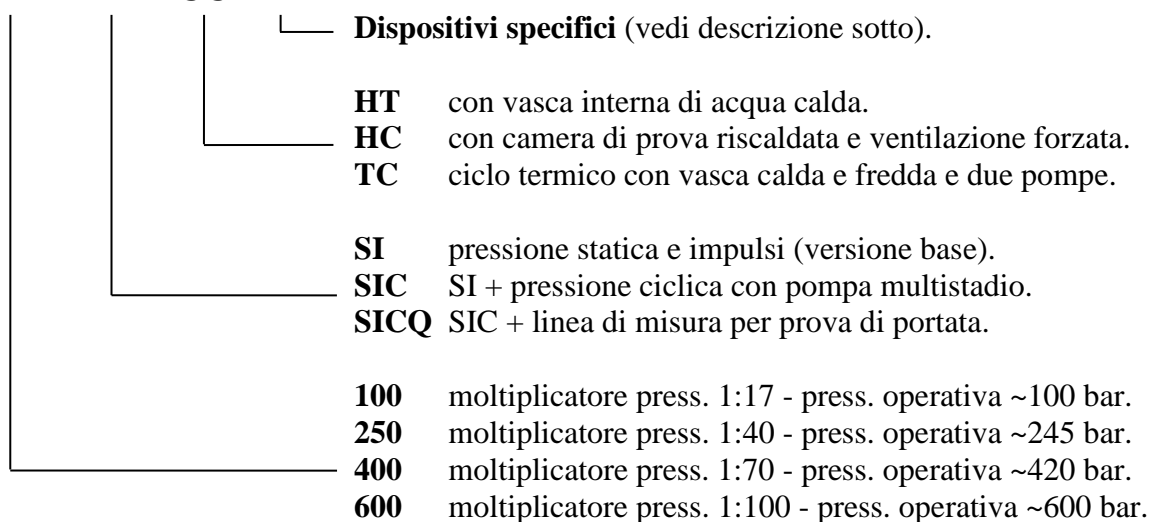 Dispositivi specifici (vedi descrizione sotto).
HT con vasca interna di acqua calda.
HC con camera di prova riscaldata e ventilazione forzata.
TC ciclo termico con vasca calda e fredda e due pompe.
SI pressione statica e impulsi (versione base).
SIC SI + pressione ciclica con pompa multistadio.
SICQ SIC + linea di misura per prova di portata.
100 moltiplicatore press. 1:17 - press. operativa ~100 bar.
250 moltiplicatore press. 1:40 - press. operativa ~245 bar.
400 moltiplicatore press. 1:70 - press. operativa ~420 bar.
600 moltiplicatore press. 1:100 - press. operativa ~600 bar.